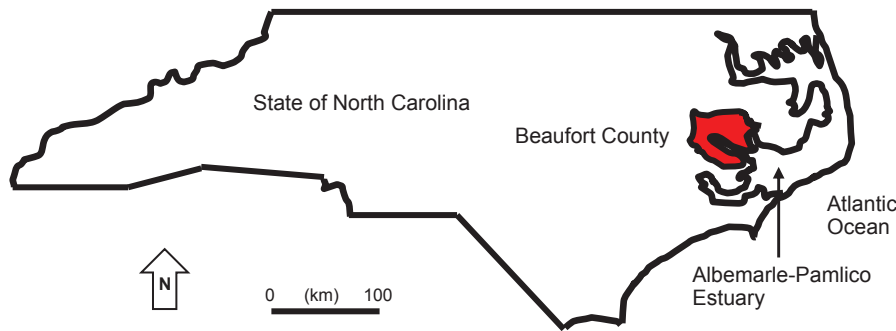 State of North Carolina
Beaufort County
Atlantic
Ocean
Albemarle-Pamlico
Estuary
N
0 (km) 100